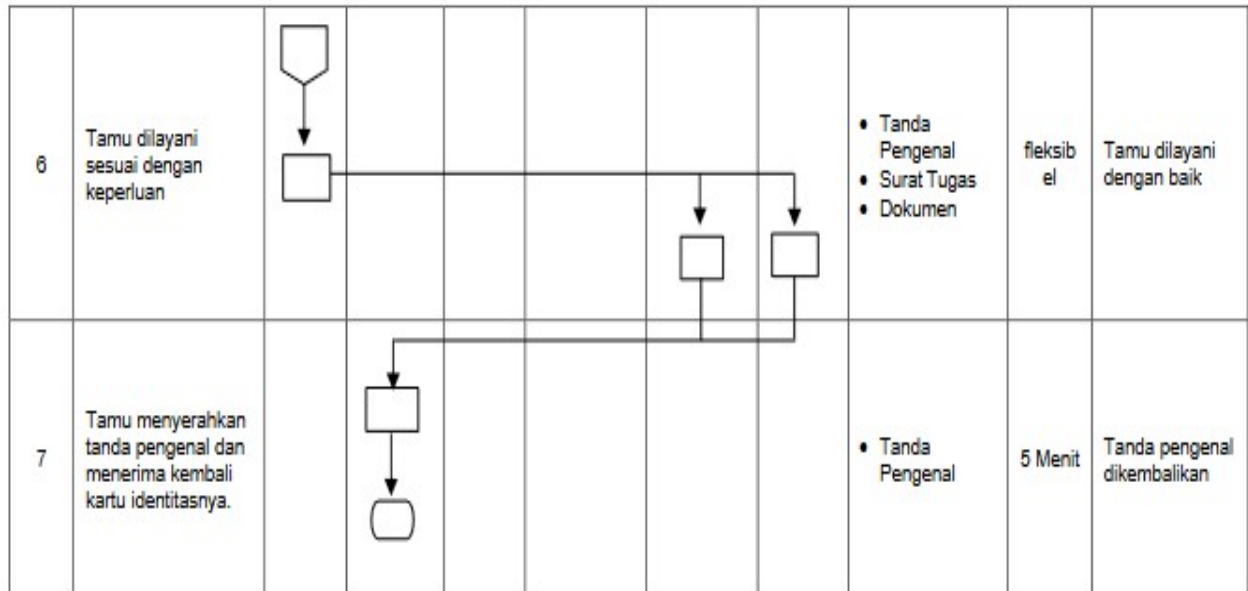 6
Tamu dilayani
sesuai dengan
keperluan
• Tanda
Pengenal
• Surat Tugas
• Dokumen
fleksib
el
Tamu dilayani
dengan baik
7
Tamu menyerahkan
tanda pengenal dan
menerima kembali
kartu identitasnya.
• Tanda
Pengenal
5 Menit
Tanda pengenal
dikembalikan